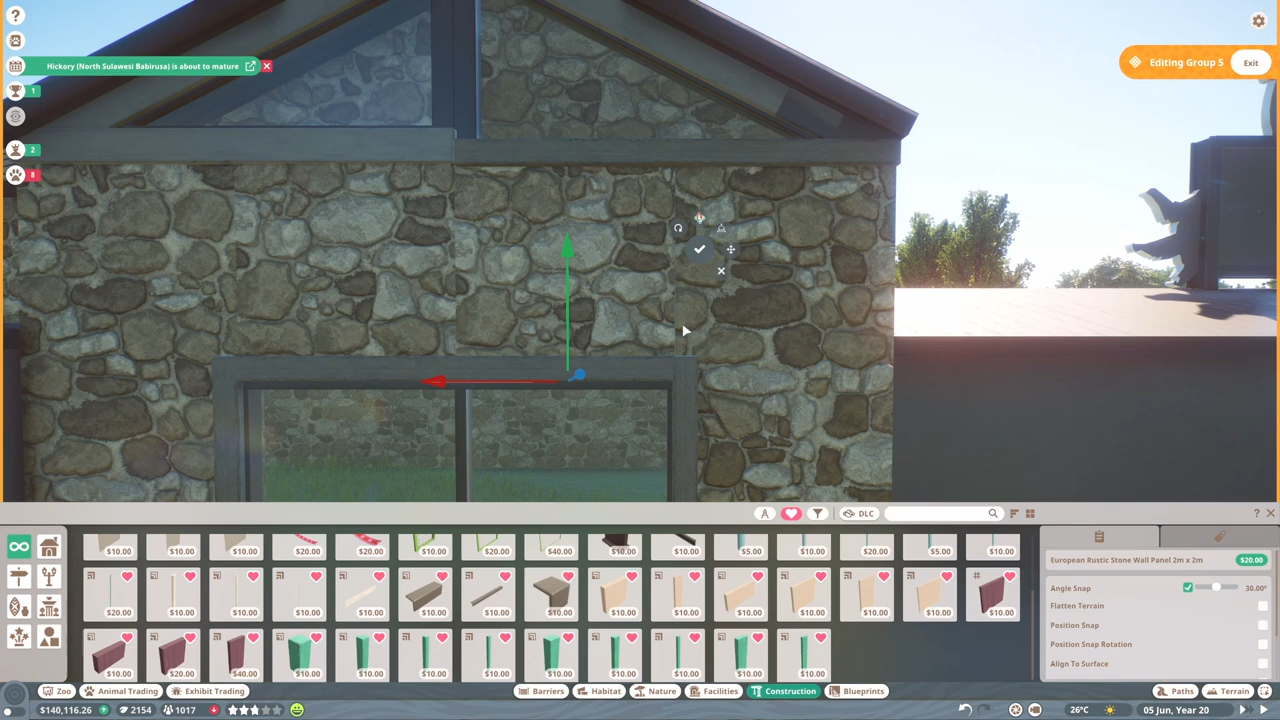 Hickory (North Sulawesi Babirusa) is about to mature
1
2
8
Editing Group 5
Exit
DLC
$10.00 $10.00 $10.00 $20.00 $20.00 $10.00 $20.00 $40.00 $10.00 $10.00 $5.00 $10.00 $20.00 $5.00 $10.00
$20.00 $10.00 $40.00 $10.00 $10.00 $10.00 $10.00 $10.00 $10.00 $10.00 $10.00 $10.00 $10.00 $10.00 $10.00
$10.00 $20.00 $40.00 $10.00 $10.00 $10.00 $10.00 $10.00 $10.00 $10.00 $10.00 $10.00
European Rustic Stone Wall Panel 2m x 2m $20.00
Angle Snap 30.00°
Flatten Terrain
Position Snap
Position Snap Rotation
Align To Surface
Zoo Animal Trading Exhibit Trading Barriers Habitat Nature Facilities Construction Blueprints Paths Terrain
$140,116.26 2154 1017 26°C 05 Jun, Year 20